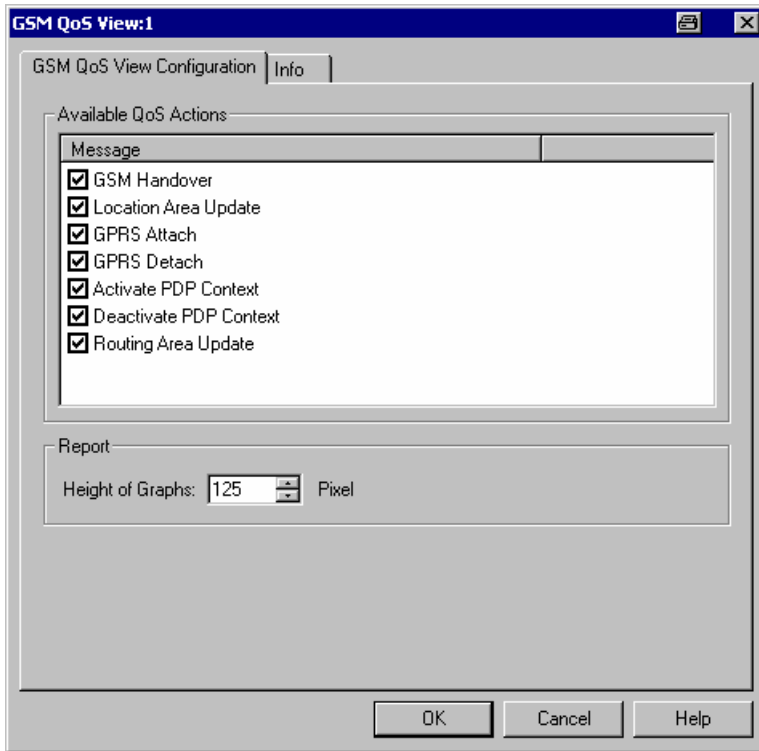 GSM QoS View:1
GSM QoS View Configuration
Info
Available QoS Actions
Message
GSM Handover
Location Area Update
GPRS Attach
GPRS Detach
Activate PDP Context
Deactivate PDP Context
Routing Area Update
Report
Height of Graphs: 125 Pixel
OK Cancel Help